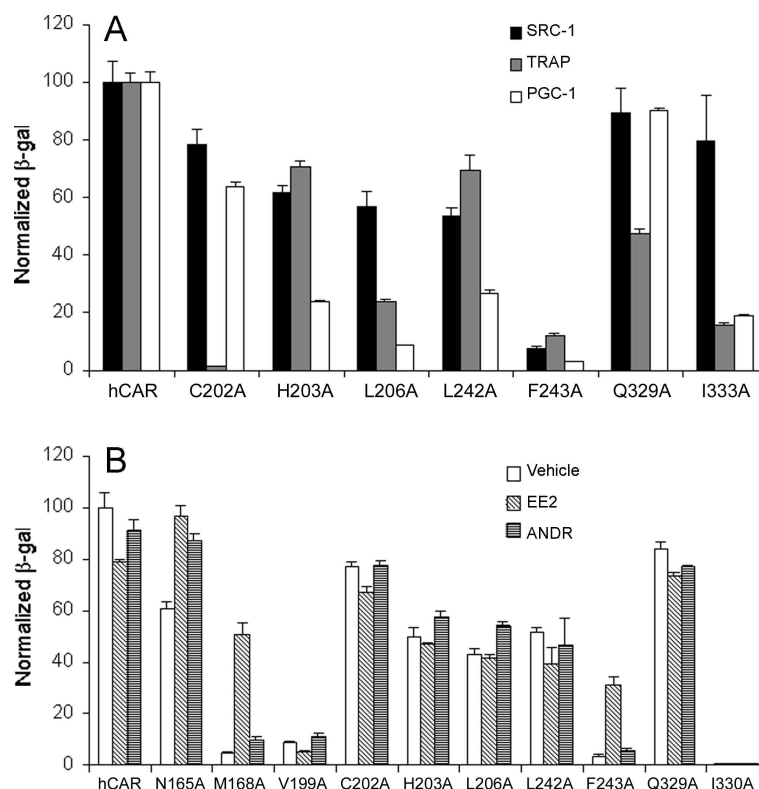 A
SRC-1
TRAP
PGC-1
Normalized β-gal
120
100
80
60
40
20
0
hCAR C202A H203A L206A L242A F243A Q329A I333A
B
Vehicle
EE2
ANDR
Normalized β-gal
120
100
80
60
40
20
0
hCAR N165A M168A V199A C202A H203A L206A L242A F243A Q329A I330A